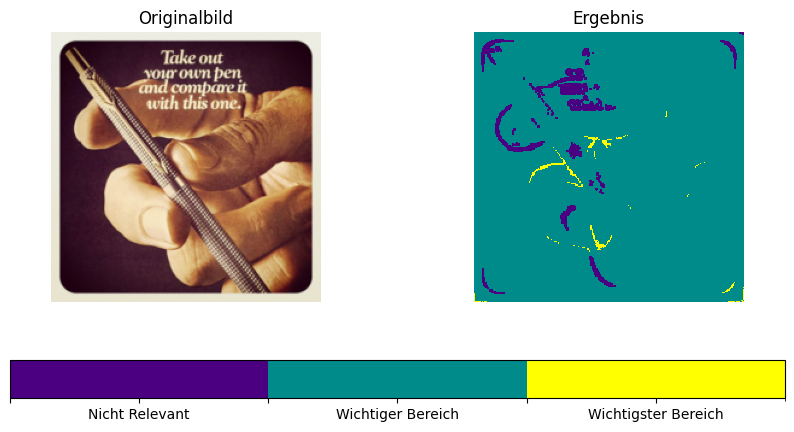 Originalbild
Ergebnis
Take out
your own pen
and compare it
with this one.
Nicht Relevant
Wichtiger Bereich
Wichtigster Bereich